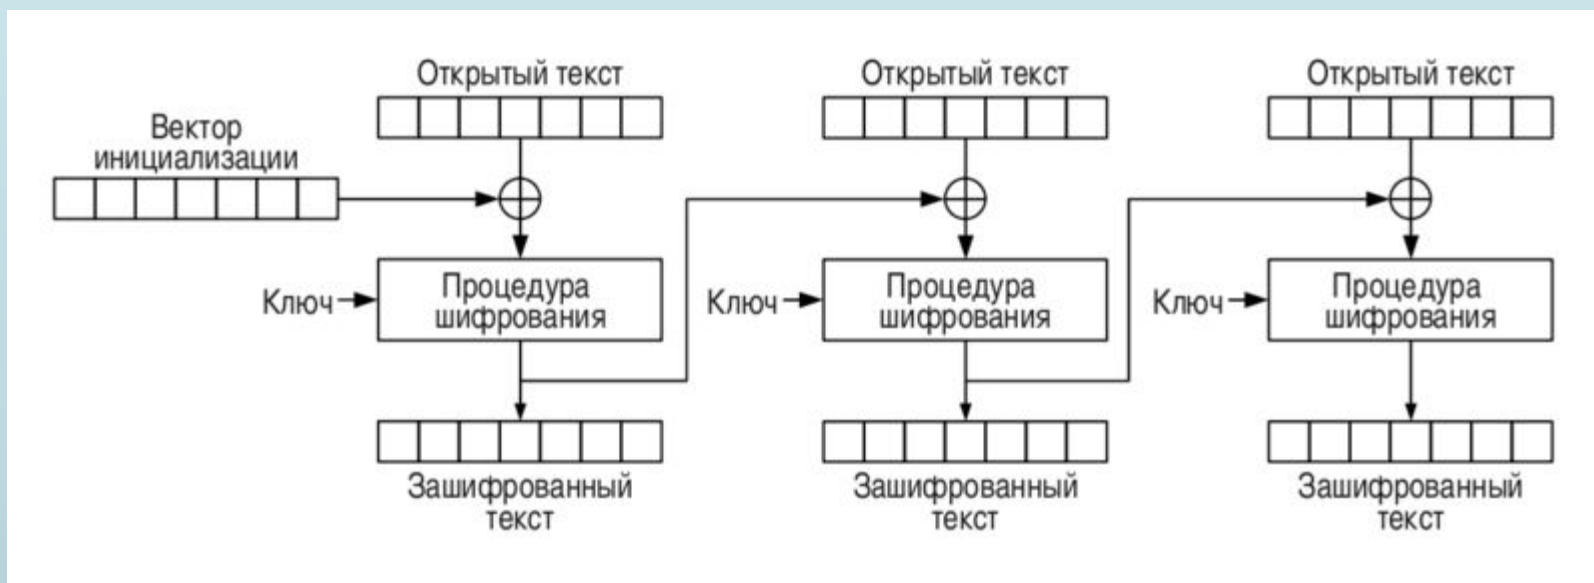 Открытый текст
Открытый текст
Открытый текст
Вектор
инициализации
Ключ
Процедура
шифрования
Ключ
Процедура
шифрования
Ключ
Процедура
шифрования
Зашифрованный
текст
Зашифрованный
текст
Зашифрованный
текст